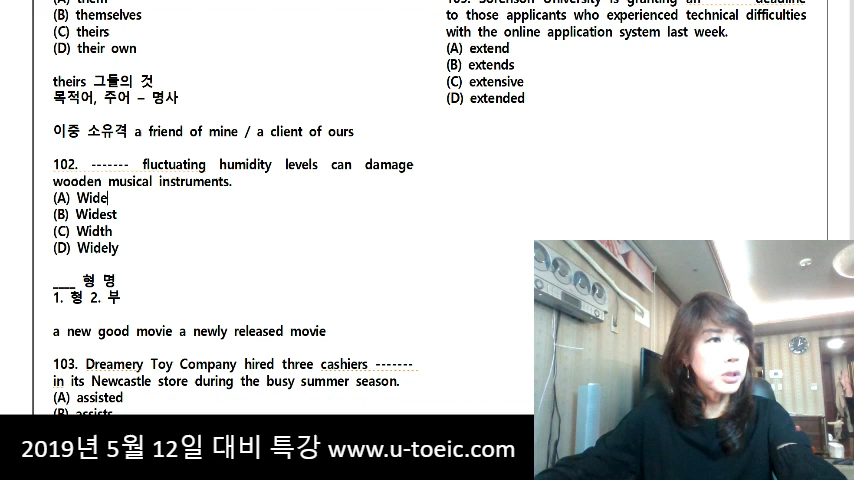 (A) them
(B) themselves
(C) theirs
(D) their own
theirs 그들의 것
목적어, 주어 – 명사
이중 소유격 a friend of mine / a client of ours
102. ------- fluctuating humidity levels can damage
wooden musical instruments.
(A) Wide
(B) Widest
(C) Width
(D) Widely
____ 형 명
1. 형 2. 부
a new good movie a newly released movie
103. Dreamery Toy Company hired three cashiers -------
in its Newcastle store during the busy summer season.
(A) assisted
(B) assists
105. Sorenson University is granting an ------- deadline
to those applicants who experienced technical difficulties
with the online application system last week.
(A) extend
(B) extends
(C) extensive
(D) extended
2019년 5월 12일 대비 특강 www.u-toeic.com